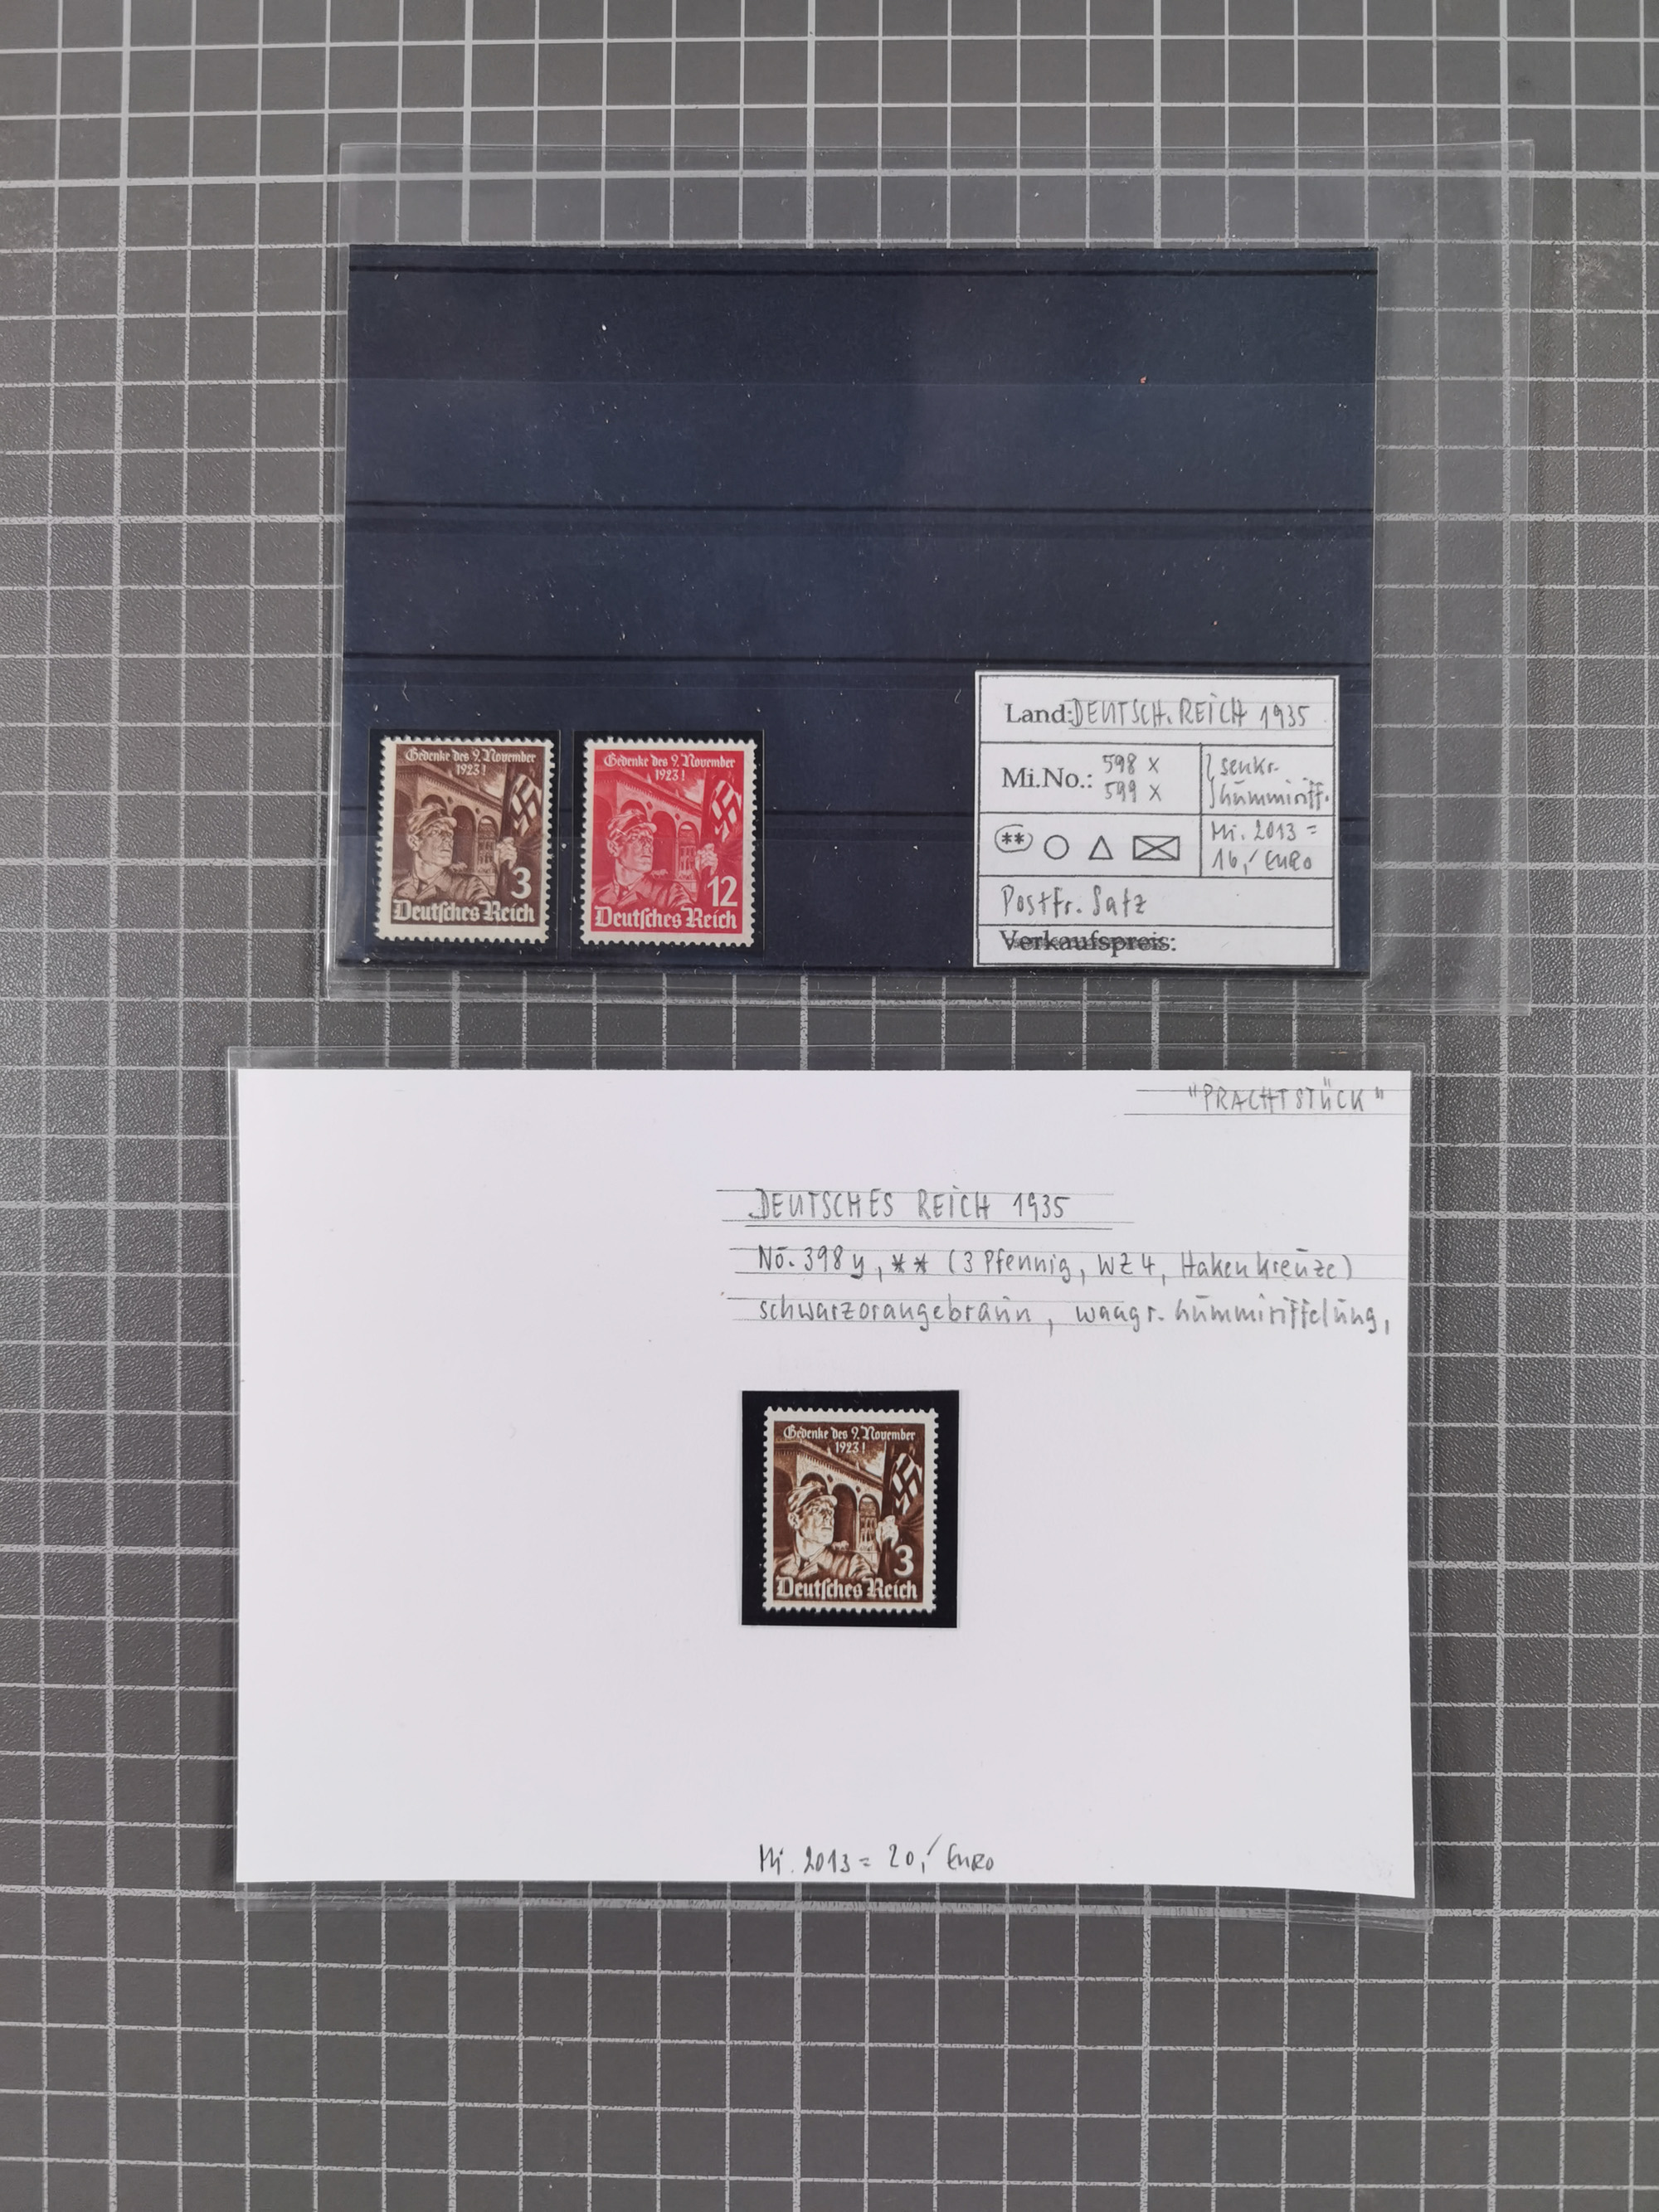 Gedenke des 9. November
1923!
3
Deutsches Reich
Gedenke des 9. November
1923!
12
Deutsches Reich
Land: DEUTSCH. REICH 1935
Mi.No.: 598 x } senkr.
599 x } Gummiriff.
** Mi. 2013 =
16,- EURO
Postfr. Satz
Verkaufspreis:
"PRACHTSTÜCK"
DEUTSCHES REICH 1935
No. 398 y, ** (3 Pfennig, WZ 4, Hakenkreuze)
schwarzorangebraun, waagr. Gummiriffelung,
Gedenke des 9. November
1923!
3
Deutsches Reich
Mi. 2013 = 20,- EURO